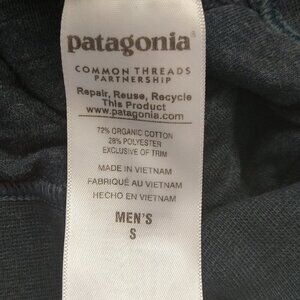 patagonia®
COMMON THREADS
PARTNERSHIP
Repair, Reuse, Recycle
This Product
www.patagonia.com
72% ORGANIC COTTON
28% POLYESTER
EXCLUSIVE OF TRIM
MADE IN VIETNAM
FABRIQUÉ AU VIETNAM
HECHO EN VIETNAM
MEN'S
S